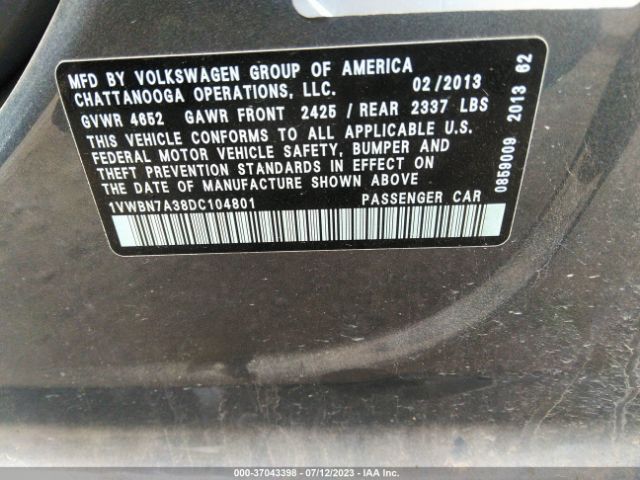 MFD BY VOLKSWAGEN GROUP OF AMERICA
CHATTANOOGA OPERATIONS, LLC. 02/2013
GVWR 4652 GAWR FRONT 2425 / REAR 2337 LBS
THIS VEHICLE CONFORMS TO ALL APPLICABLE U.S.
FEDERAL MOTOR VEHICLE SAFETY, BUMPER AND
THEFT PREVENTION STANDARDS IN EFFECT ON
THE DATE OF MANUFACTURE SHOWN ABOVE
1VWBN7A38DC104801 PASSENGER CAR
0859009 2013 62
000-37043398 - 07/12/2023 - IAA Inc.